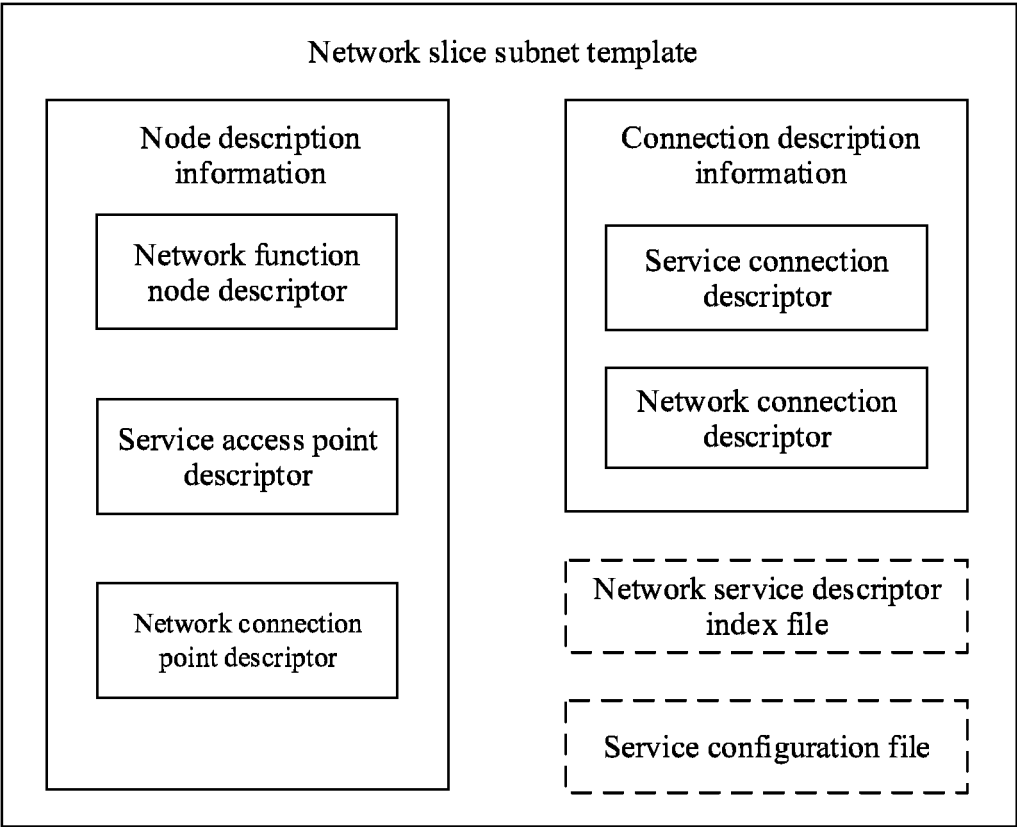 Network slice subnet template
Node description
information
Network function
node descriptor
Service access point
descriptor
Network connection
point descriptor
Connection description
information
Service connection
descriptor
Network connection
descriptor
Network service descriptor
index file
Service configuration file